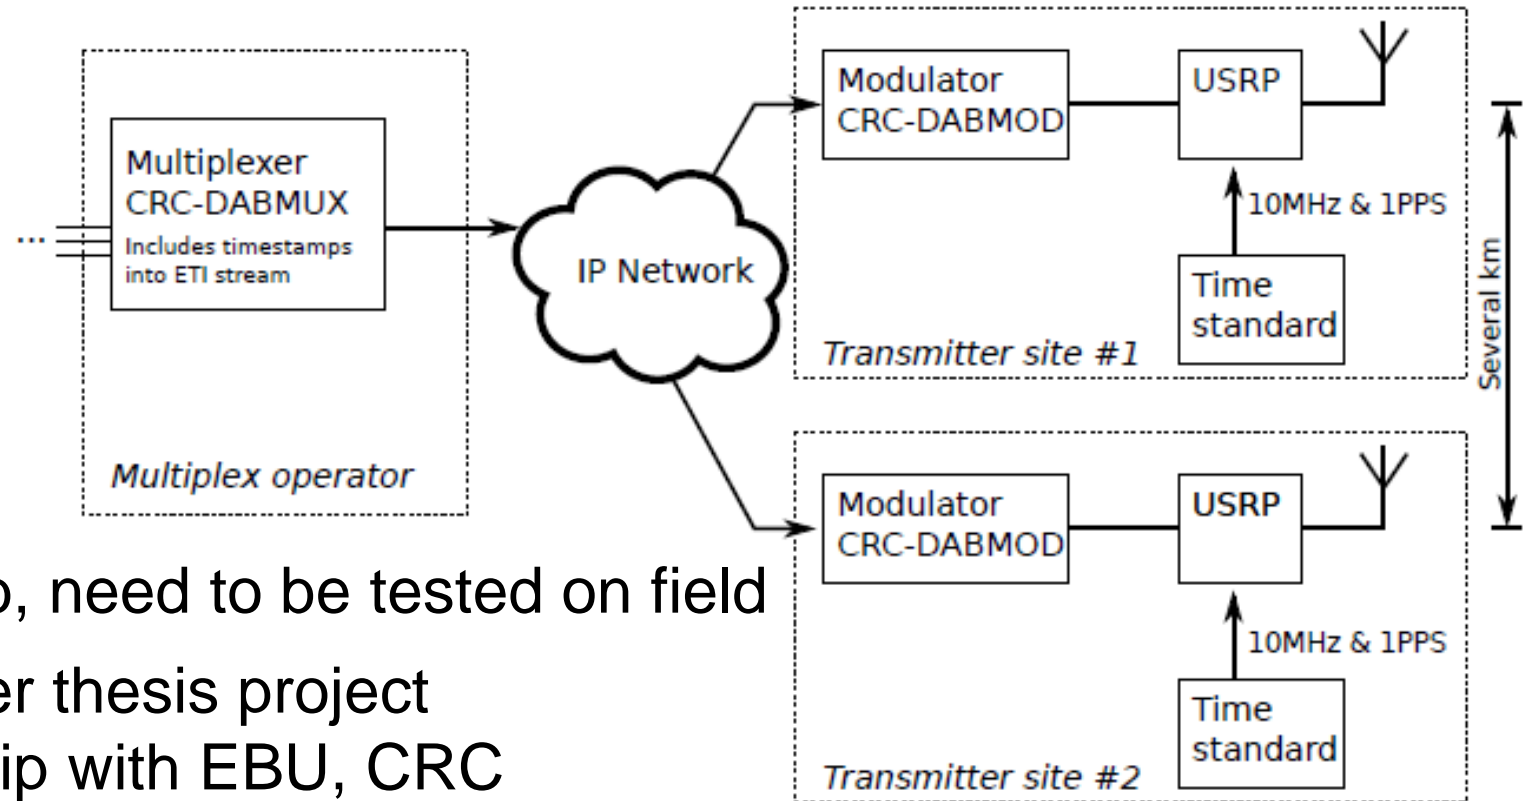 ...
Multiplexer
CRC-DABMUX
Includes timestamps
into ETI stream
Multiplex operator
IP Network
Modulator
CRC-DABMOD
USRP
10MHz & 1PPS
Time
standard
Transmitter site #1
Several km
Modulator
CRC-DABMOD
USRP
10MHz & 1PPS
Time
standard
Transmitter site #2
, need to be tested on field
thesis project
with EBU, CRC